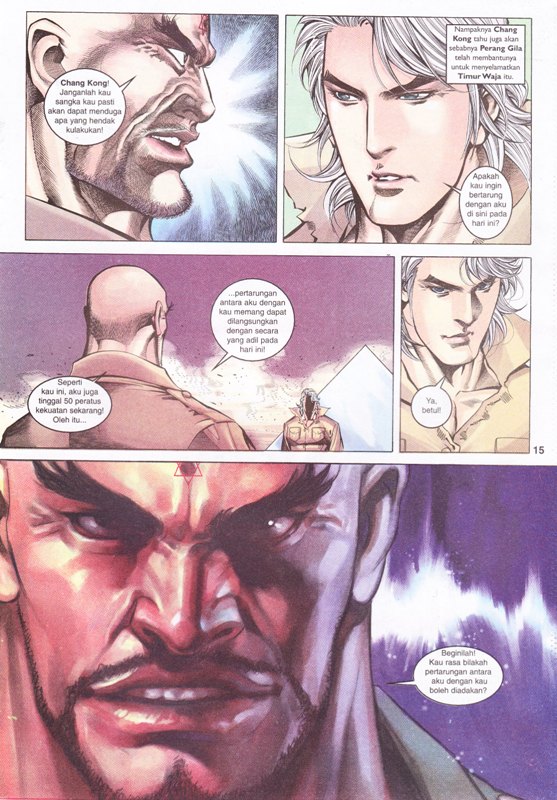 Chang Kong!
Janganlah kau
sangka kau pasti
akan dapat menduga
apa yang hendak
kulakukan!
Nampaknya Chang
Kong tahu juga akan
sebabnya Perang Gila
telah membantunya
untuk menyelamatkan
Timur Waja itu.
Apakah
kau ingin
bertarung
dengan aku
di sini pada
hari ini?
Seperti
kau ini, aku juga
tinggal 50 peratus
kekuatan sekarang!
Oleh itu...
...pertarungan
antara aku dengan
kau memang dapat
dilangsungkan
dengan secara
yang adil pada
hari ini!
Ya,
betul!
15
Beginilah!
Kau rasa bilakah
pertarungan antara
aku dengan kau
boleh diadakan?